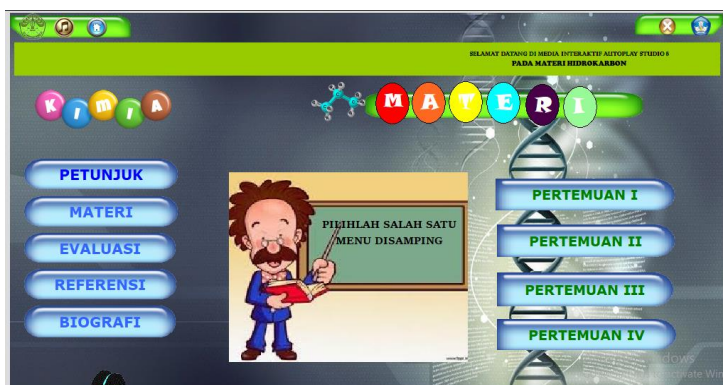 SELAMAT DATANG DI MEDIA INTERAKTIF AUTOPLAY STUDIO 8
PADA MATERI HIDROKARBON
KIMIA
MATERI
PETUNJUK
MATERI
EVALUASI
REFERENSI
BIOGRAFI
PILIHLAH SALAH SATU
MENU DISAMPING
PERTEMUAN I
PERTEMUAN II
PERTEMUAN III
PERTEMUAN IV